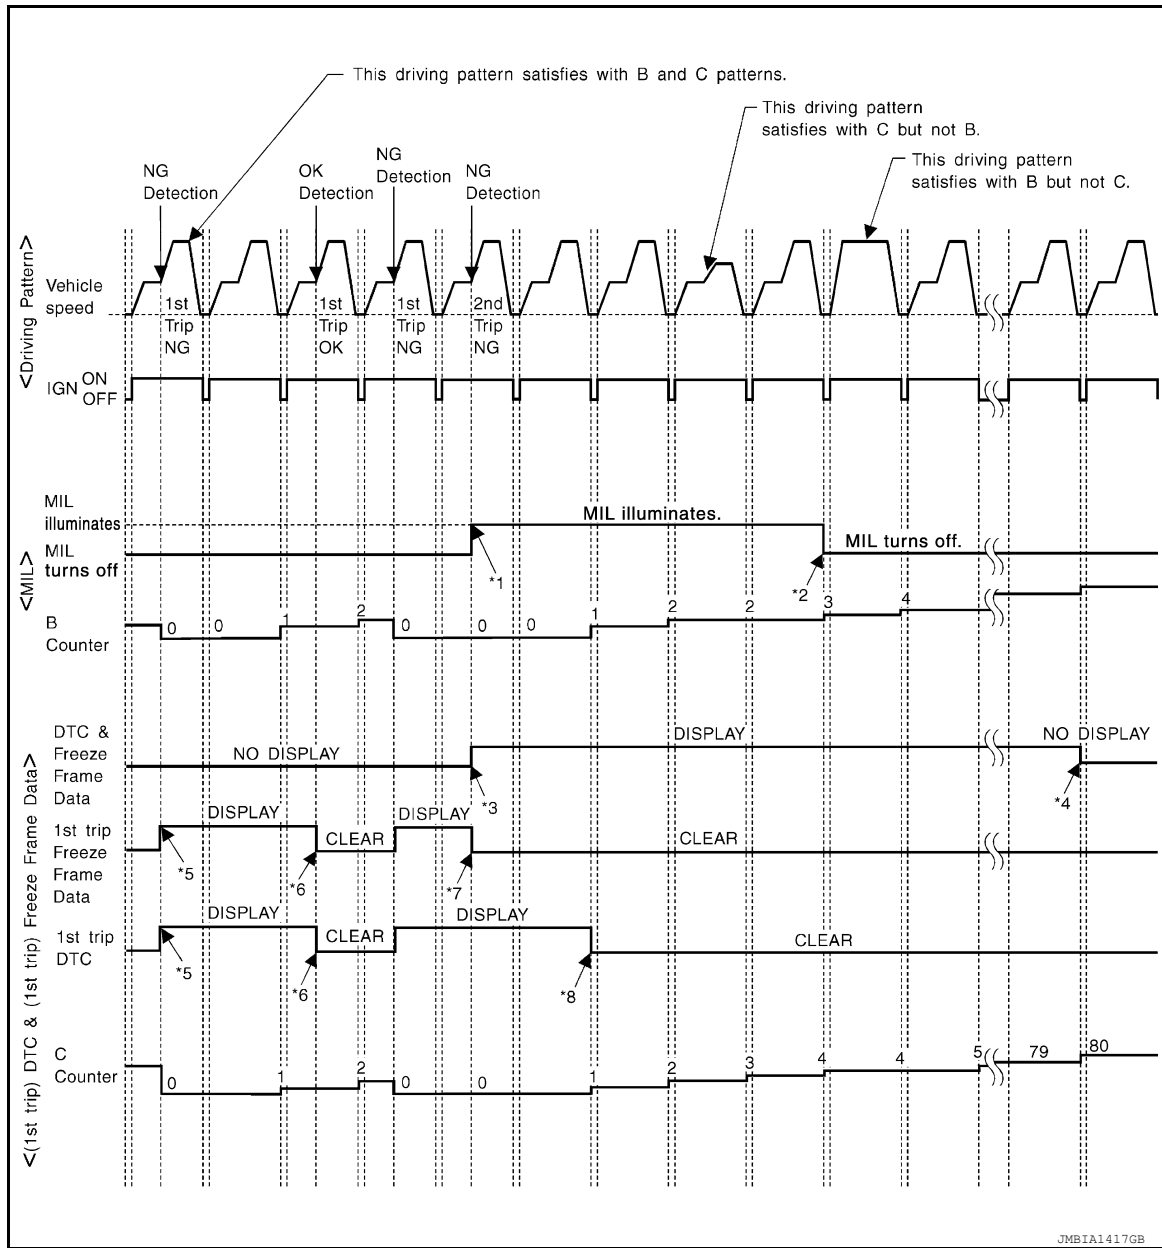 This driving pattern satisfies with B and C patterns.
This driving pattern
satisfies with C but not B.
This driving pattern
satisfies with B but not C.
NG
Detection
OK
Detection
NG
Detection
NG
Detection
<Driving Pattern>
Vehicle
speed
1st
Trip
NG
1st
Trip
OK
1st
Trip
NG
2nd
Trip
NG
IGN ON
OFF
<MIL>
MIL
illuminates
MIL illuminates.
MIL
turns off
MIL turns off.
*1
*2
B
Counter
0 0 1 2 0 0 0 1 2 2 3 4
<(1st trip) DTC & (1st trip) Freeze Frame Data>
DTC &
Freeze
Frame
Data
NO DISPLAY
DISPLAY
NO DISPLAY
*3
*4
1st trip
Freeze
Frame
Data
DISPLAY
CLEAR
DISPLAY
CLEAR
*5
*6
*7
1st trip
DTC
DISPLAY
CLEAR
DISPLAY
CLEAR
*5
*6
*8
C
Counter
0 1 2 0 0 1 2 3 4 4 5 79 80
JMBIA1417GB